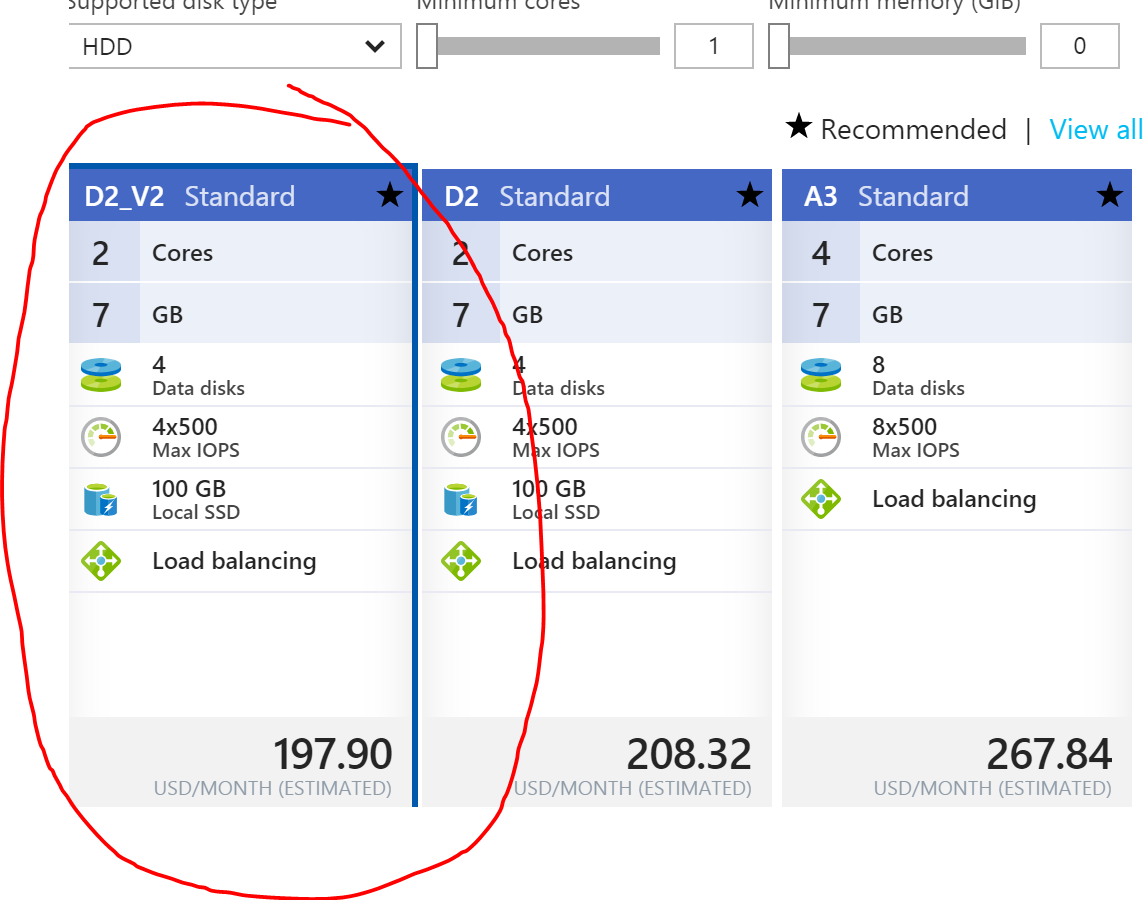 Supported disk type
Minimum cores
Minimum memory (GiB)
HDD
1
0
★ Recommended | View all
D2_V2 Standard ★
2 Cores
7 GB
4
Data disks
4x500
Max IOPS
100 GB
Local SSD
Load balancing
197.90
USD/MONTH (ESTIMATED)
D2 Standard ★
2 Cores
7 GB
4
Data disks
4x500
Max IOPS
100 GB
Local SSD
Load balancing
208.32
USD/MONTH (ESTIMATED)
A3 Standard ★
4 Cores
7 GB
8
Data disks
8x500
Max IOPS
Load balancing
267.84
USD/MONTH (ESTIMATED)